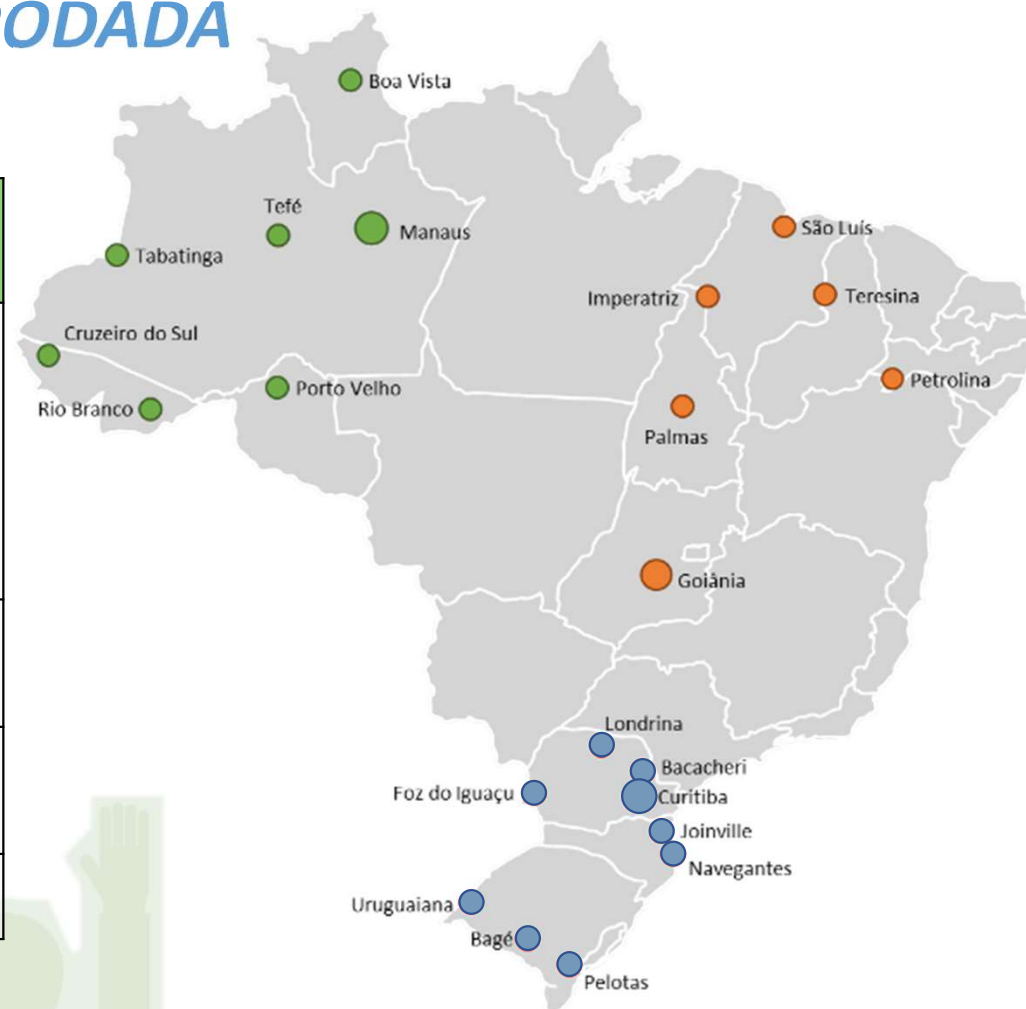 RODADA
Boa Vista
Tefé
Manaus
Tabatinga
São Luís
Imperatriz
Teresina
Cruzeiro do Sul
Petrolina
Porto Velho
Rio Branco
Palmas
Goiânia
Londrina
Bacacheri
Foz do Iguaçu
Curitiba
Joinville
Navegantes
Uruguaiana
Bagé
Pelotas